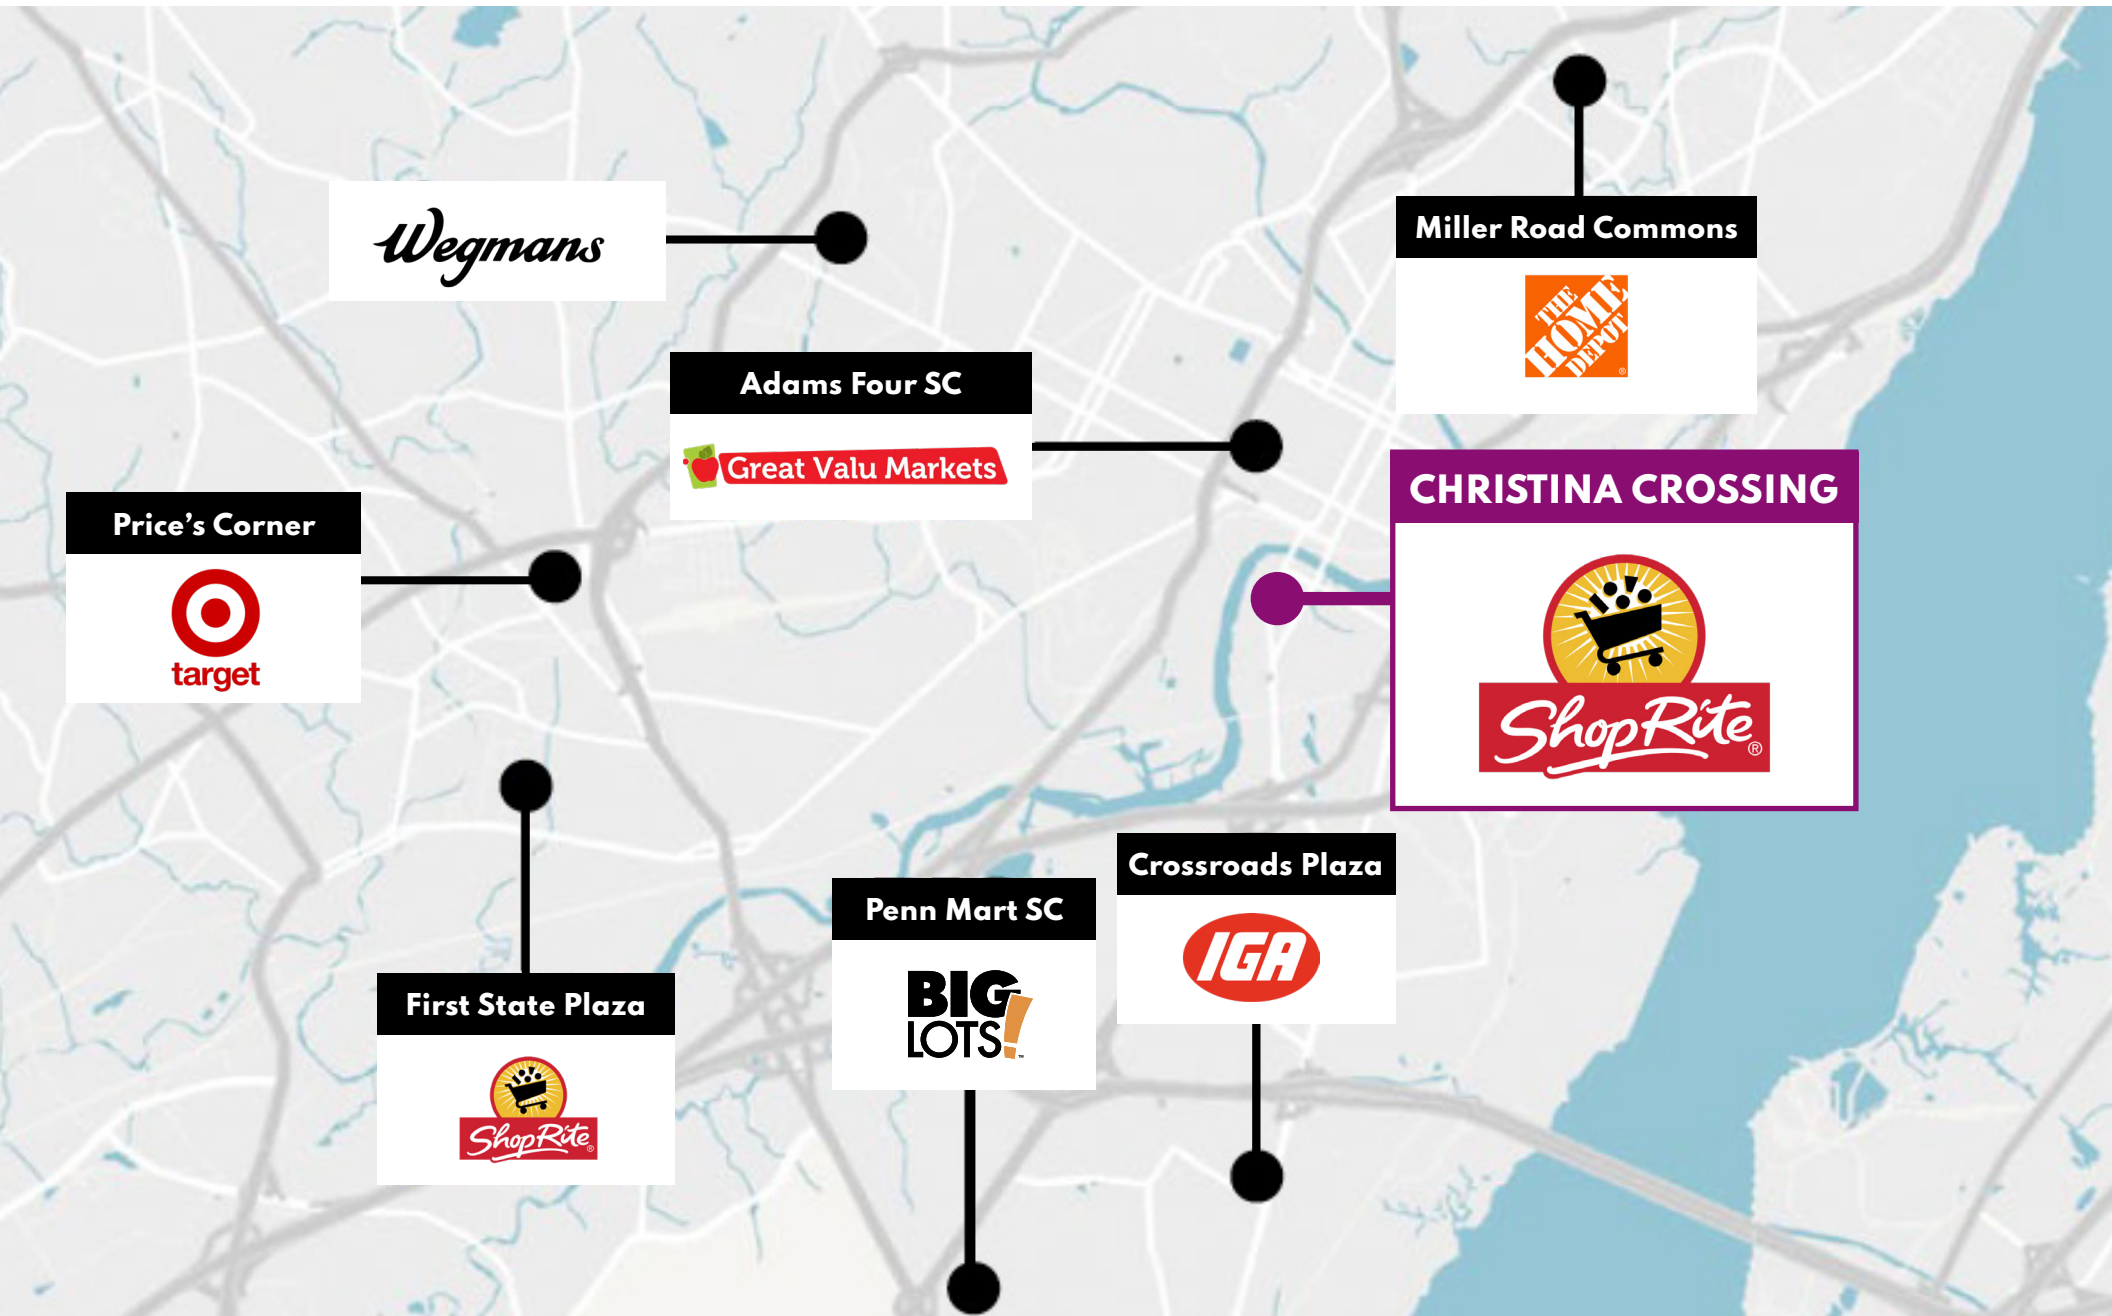 Wegmans
Miller Road Commons
THE
HOME
DEPOT
®
Adams Four SC
Great Valu Markets
CHRISTINA CROSSING
ShopRite®
Price’s Corner
target
Crossroads Plaza
IGA
Penn Mart SC
BIG
LOTS!™
First State Plaza
ShopRite®